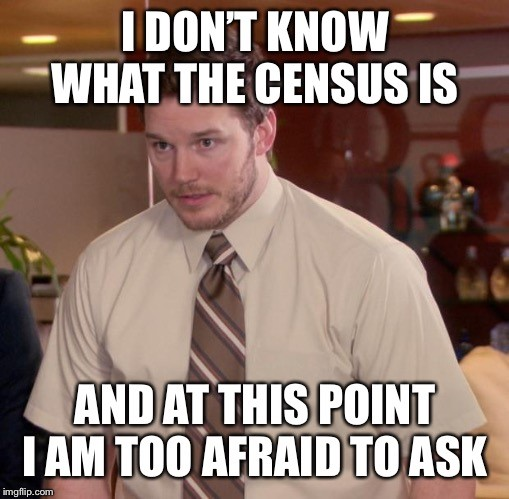 I DON'T KNOW
WHAT THE CENSUS IS
AND AT THIS POINT
I AM TOO AFRAID TO ASK
imgflip.com